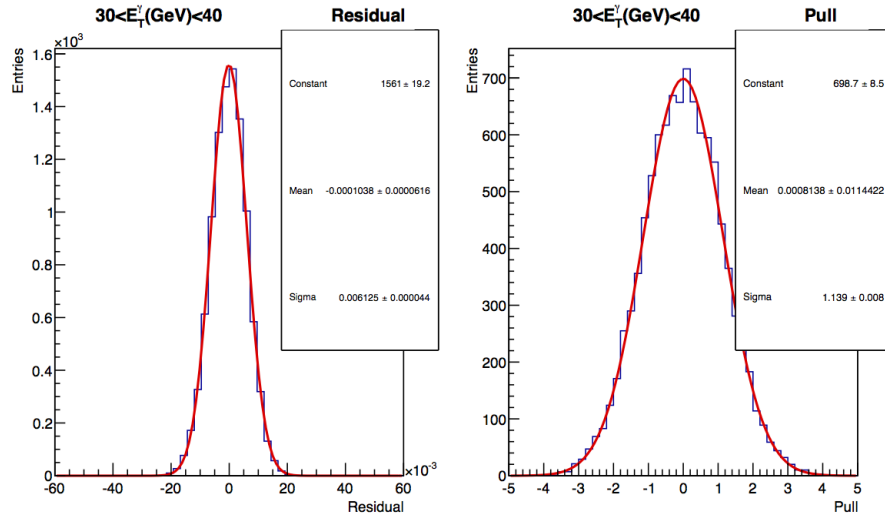 30<E_T^γ(GeV)<40 Residual
×10³
Entries
1.6
1.4
1.2
1
0.8
0.6
0.4
0.2
0
Constant 1561 ± 19.2
Mean -0.0001038 ± 0.0000616
Sigma 0.006125 ± 0.000044
-60 -40 -20 0 20 40 60
×10⁻³
Residual
30<E_T^γ(GeV)<40 Pull
Entries
700
600
500
400
300
200
100
0
Constant 698.7 ± 8.5
Mean 0.0008138 ± 0.0114422
Sigma 1.139 ± 0.008
-5 -4 -3 -2 -1 0 1 2 3 4 5
Pull